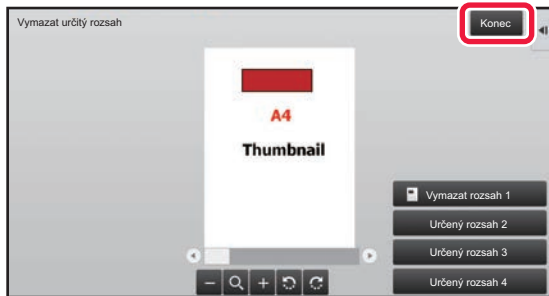 Vymazat určitý rozsah
Konec
A4
Thumbnail
Vymazat rozsah 1
Určený rozsah 2
Určený rozsah 3
Určený rozsah 4